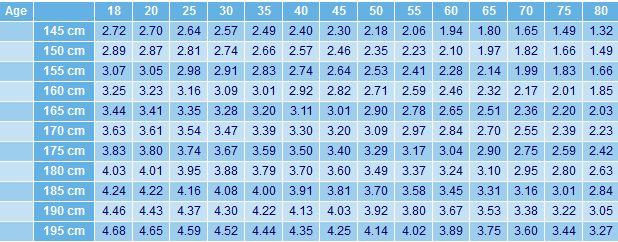 Age 18 20 25 30 35 40 45 50 55 60 65 70 75 80
145 cm 2.72 2.70 2.64 2.57 2.49 2.40 2.30 2.18 2.06 1.94 1.80 1.65 1.49 1.32
150 cm 2.89 2.87 2.81 2.74 2.66 2.57 2.46 2.35 2.23 2.10 1.97 1.82 1.66 1.49
155 cm 3.07 3.05 2.98 2.91 2.83 2.74 2.64 2.53 2.41 2.28 2.14 1.99 1.83 1.66
160 cm 3.25 3.23 3.16 3.09 3.01 2.92 2.82 2.71 2.59 2.46 2.32 2.17 2.01 1.85
165 cm 3.44 3.41 3.35 3.28 3.20 3.11 3.01 2.90 2.78 2.65 2.51 2.36 2.20 2.03
170 cm 3.63 3.61 3.54 3.47 3.39 3.30 3.20 3.09 2.97 2.84 2.70 2.55 2.39 2.23
175 cm 3.83 3.80 3.74 3.67 3.59 3.50 3.40 3.29 3.17 3.04 2.90 2.75 2.59 2.42
180 cm 4.03 4.01 3.95 3.88 3.79 3.70 3.60 3.49 3.37 3.24 3.10 2.95 2.80 2.63
185 cm 4.24 4.22 4.16 4.08 4.00 3.91 3.81 3.70 3.58 3.45 3.31 3.16 3.01 2.84
190 cm 4.46 4.43 4.37 4.30 4.22 4.13 4.03 3.92 3.80 3.67 3.53 3.38 3.22 3.05
195 cm 4.68 4.65 4.59 4.52 4.44 4.35 4.25 4.14 4.02 3.89 3.75 3.60 3.44 3.27